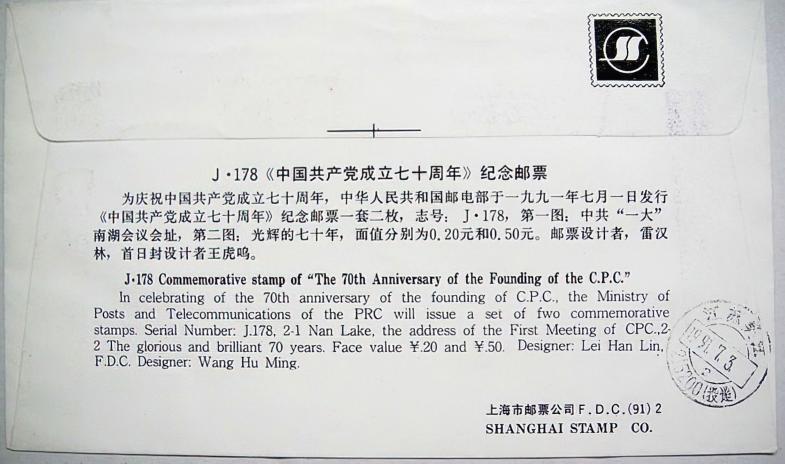 J·178《中国共产党成立七十周年》纪念邮票
为庆祝中国共产党成立七十周年，中华人民共和国邮电部于一九九一年七月一日发行
《中国共产党成立七十周年》纪念邮票一套二枚，志号：J·178，第一图：中共“一大”
南湖会议会址，第二图：光辉的七十年，面值分别为0.20元和0.50元。邮票设计者，雷汉
林，首日封设计者王虎鸣。
J·178 Commemorative stamp of "The 70th Anniversary of the Founding of the C.P.C."
In celebrating of the 70th anniversary of the founding of C.P.C., the Ministry of
Posts and Telecommunications of the PRC will issue a set of fwo commemorative
stamps. Serial Number: J.178, 2-1 Nan Lake, the address of the First Meeting of CPC.,2-
2 The glorious and brilliant 70 years. Face value ¥.20 and ¥.50. Designer: Lei Han Lin,
F.D.C. Designer: Wang Hu Ming.
江苏
1991.7.3
上海市邮票公司F.D.C.(91) 2
SHANGHAI STAMP CO.